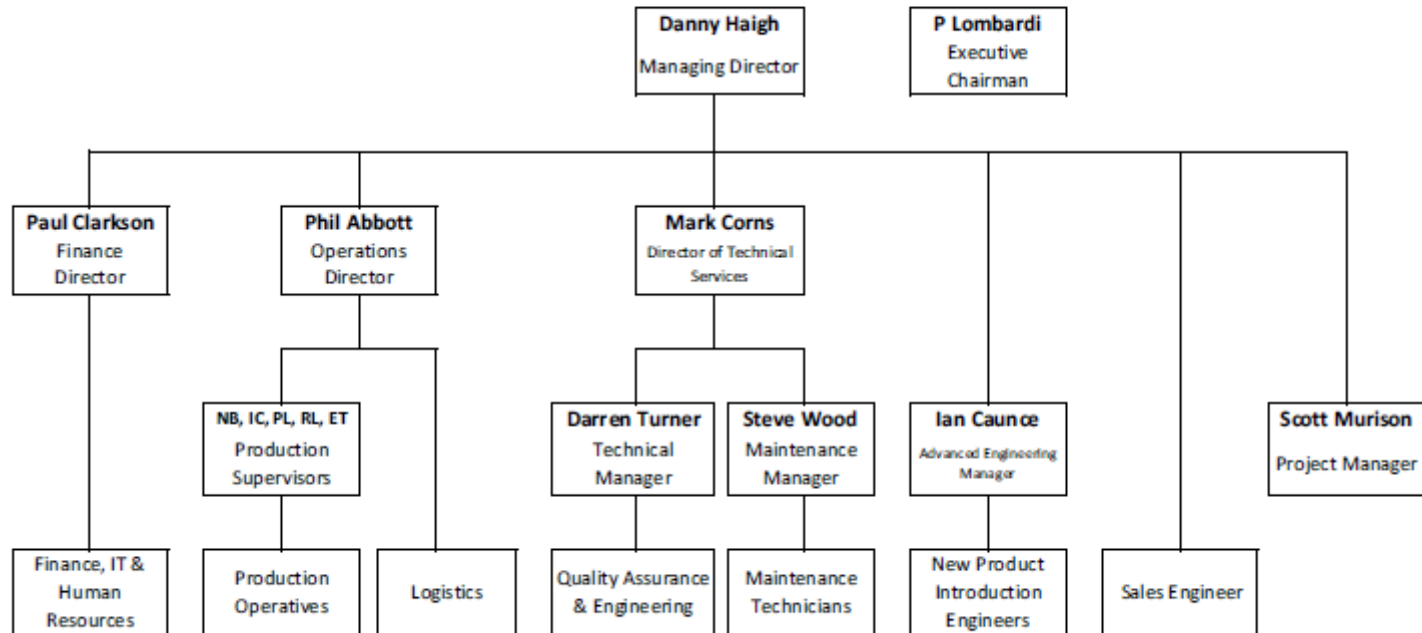 Danny Haigh
Managing Director
P Lombardi
Executive
Chairman
Paul Clarkson
Finance
Director
Phil Abbott
Operations
Director
Mark Corns
Director of Technical
Services
NB, IC, PL, RL, ET
Production
Supervisors
Darren Turner
Technical
Manager
Steve Wood
Maintenance
Manager
Ian Caunce
Advanced Engineering
Manager
Scott Murison
Project Manager
Finance, IT &
Human
Resources
Production
Operatives
Logistics
Quality Assurance
& Engineering
Maintenance
Technicians
New Product
Introduction
Engineers
Sales Engineer